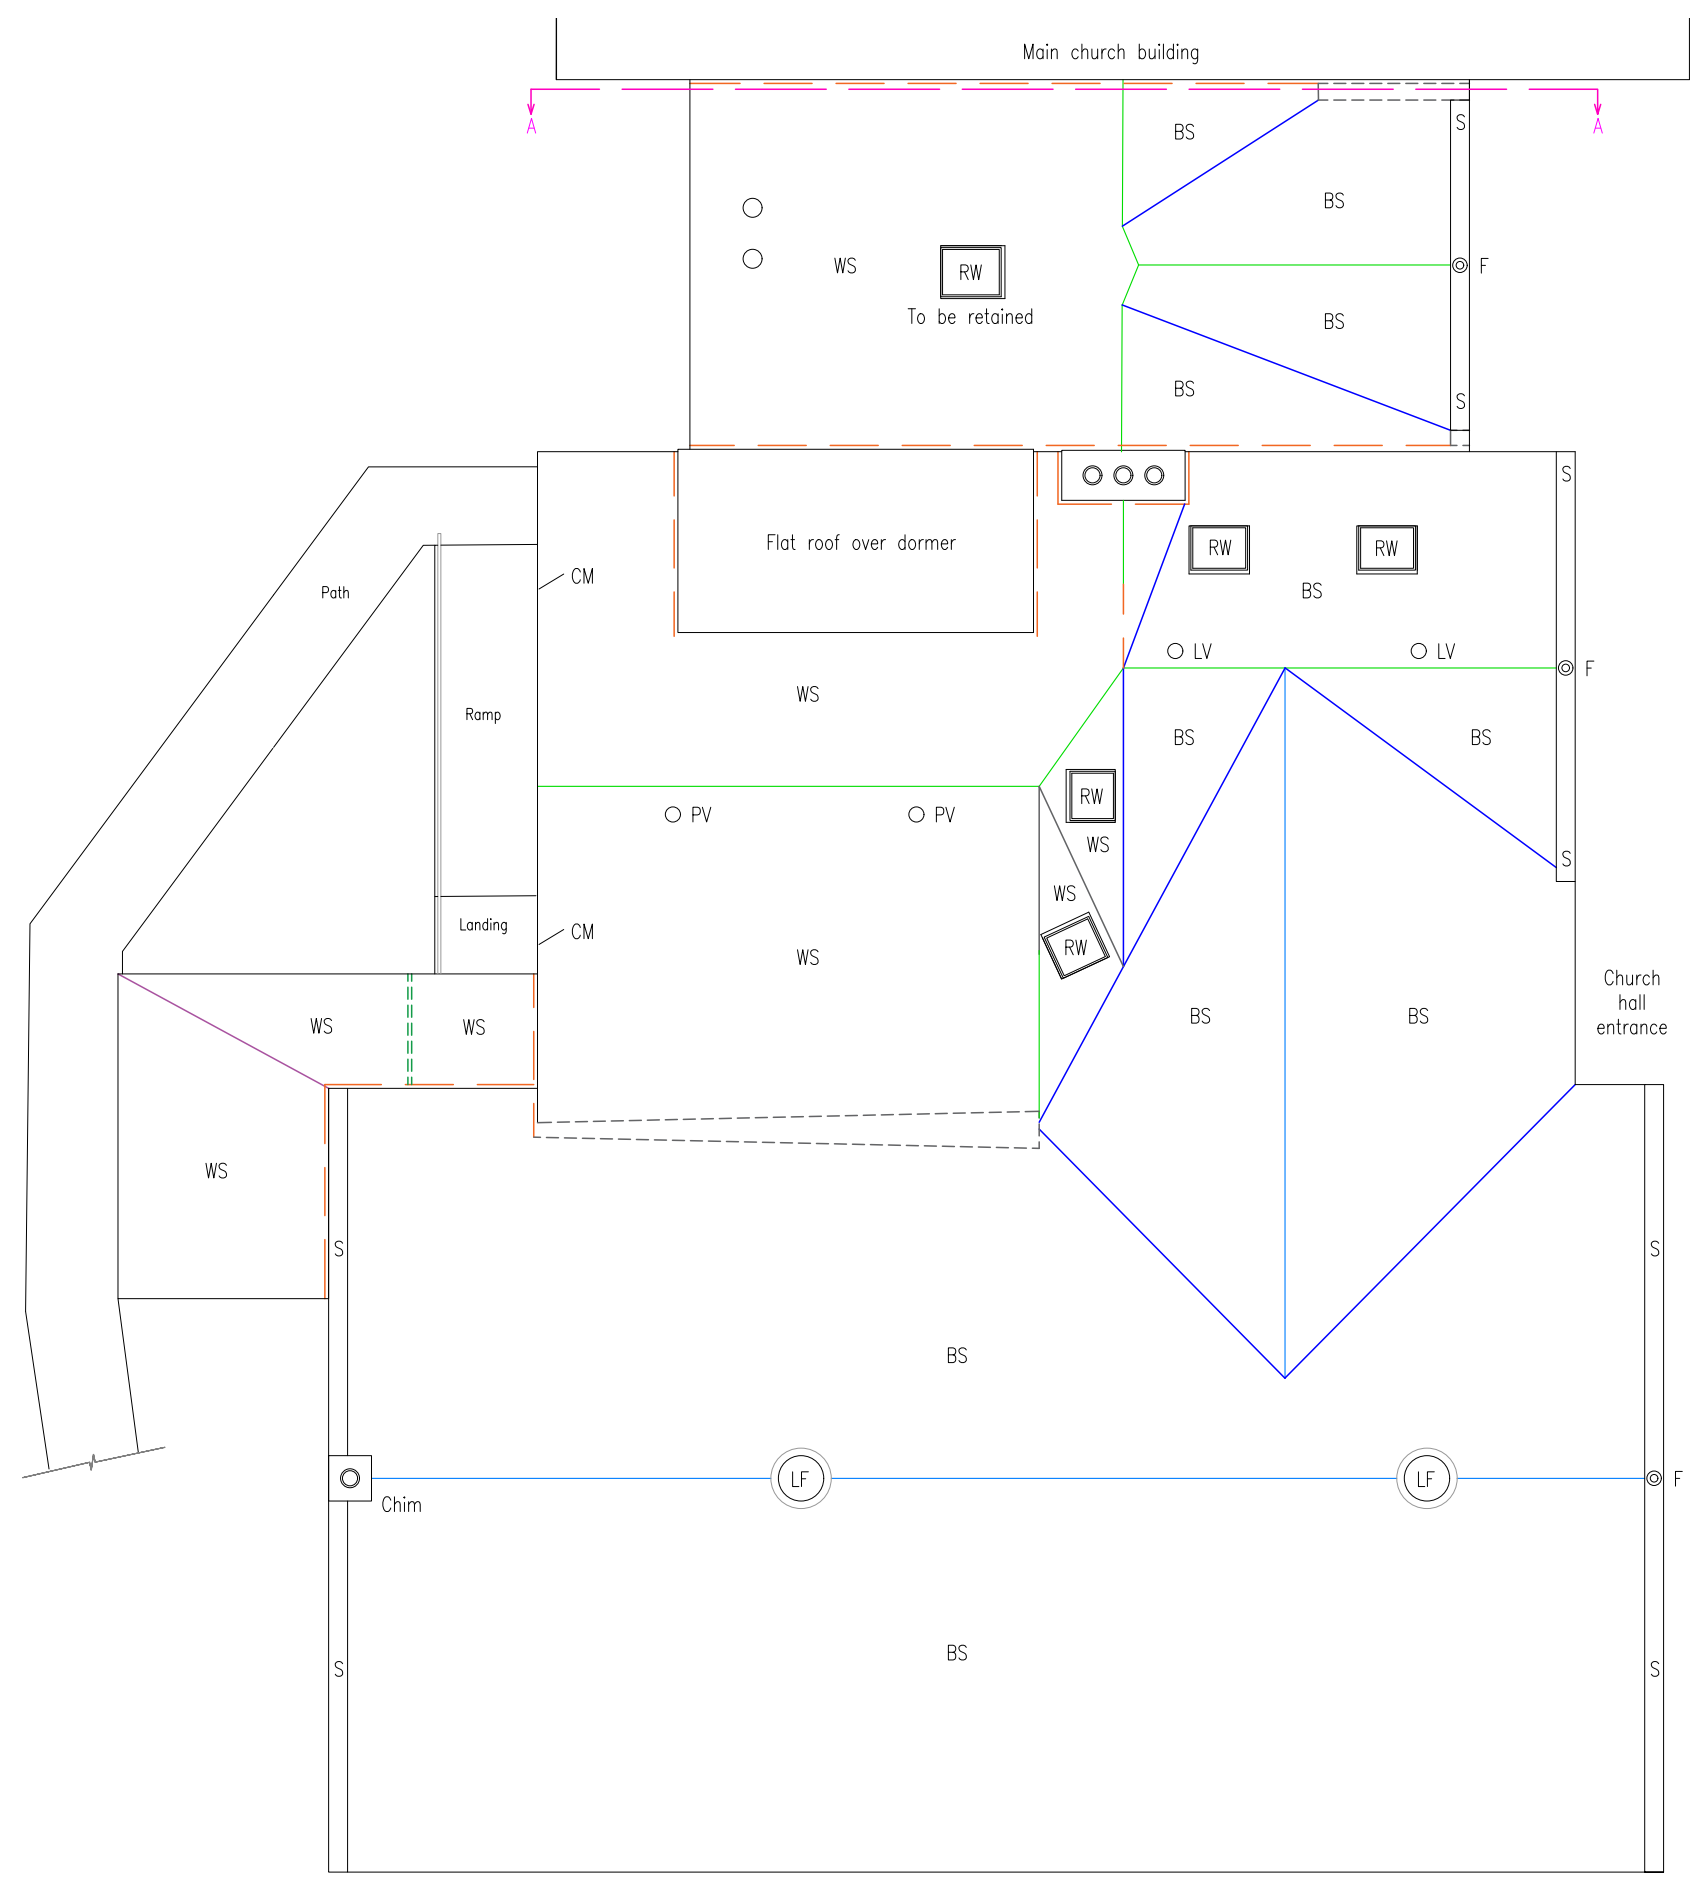 Main church building
A
A
BS
S
BS
WS
RW
F
To be retained
BS
BS
S
S
Flat roof over dormer
RW
RW
CM
Path
BS
LV
LV
F
WS
Ramp
BS
BS
RW
PV
PV
WS
S
WS
Landing
CM
RW
WS
Church
hall
entrance
WS
WS
BS
BS
WS
S
S
BS
LF
LF
F
Chim
BS
S
S